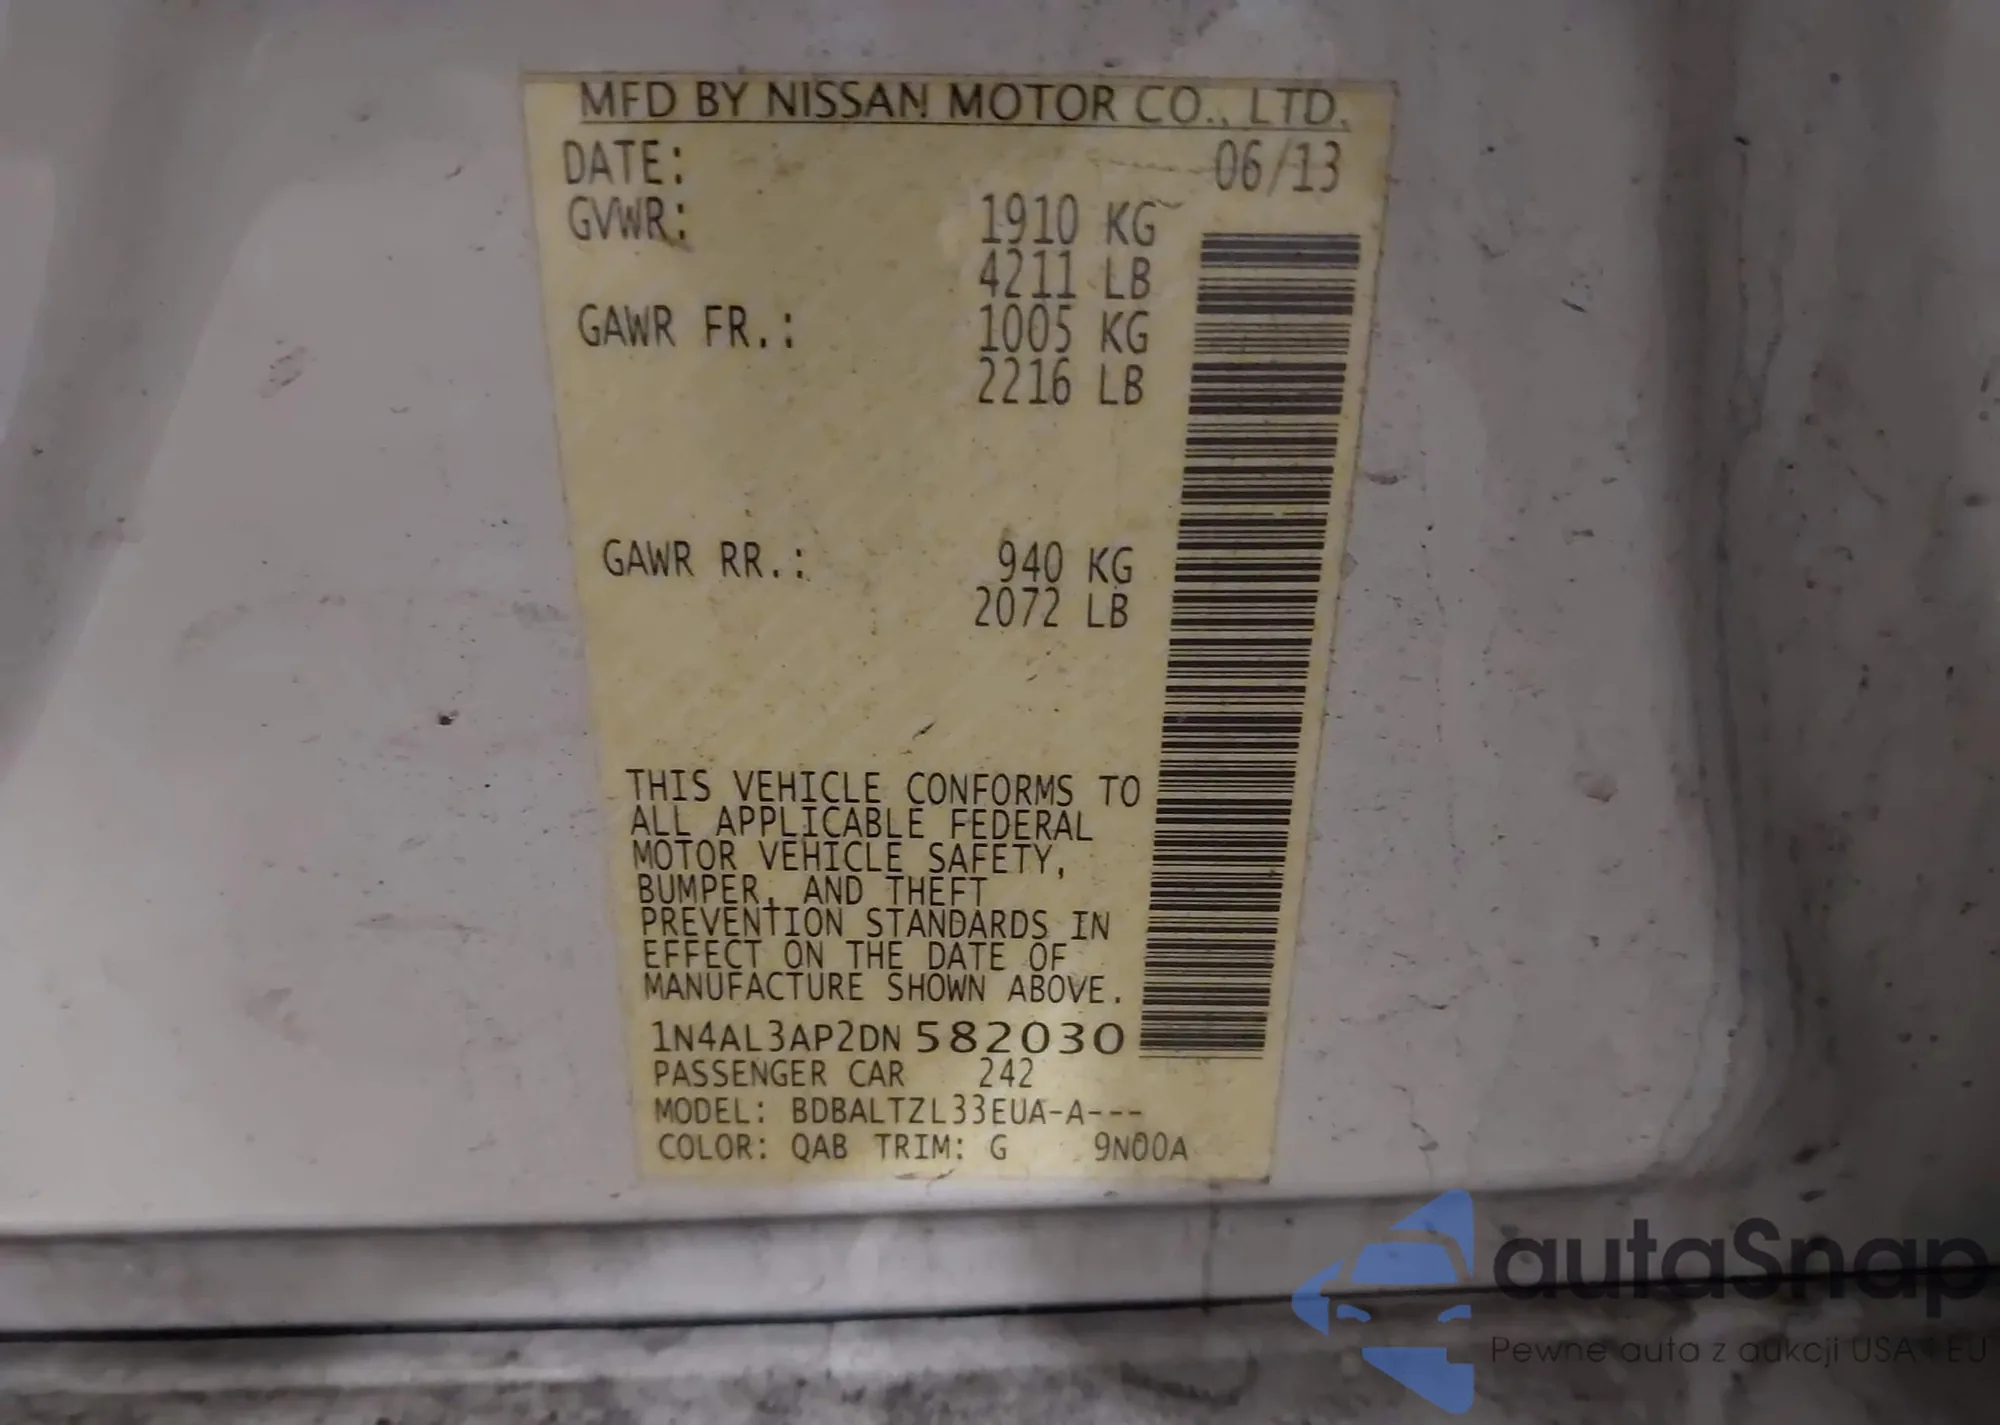 MFD BY NISSAN MOTOR CO., LTD.
DATE: 06/13
GVWR: 1910 KG
4211 LB
GAWR FR.: 1005 KG
2216 LB
GAWR RR.: 940 KG
2072 LB
THIS VEHICLE CONFORMS TO
ALL APPLICABLE FEDERAL
MOTOR VEHICLE SAFETY,
BUMPER, AND THEFT
PREVENTION STANDARDS IN
EFFECT ON THE DATE OF
MANUFACTURE SHOWN ABOVE.
1N4AL3AP2DN582030
PASSENGER CAR 242
MODEL: BDBALTZL33EUA-A---
COLOR: QAB TRIM: G 9N00A
autaSnap
Pewne auta z aukcji USA i EU